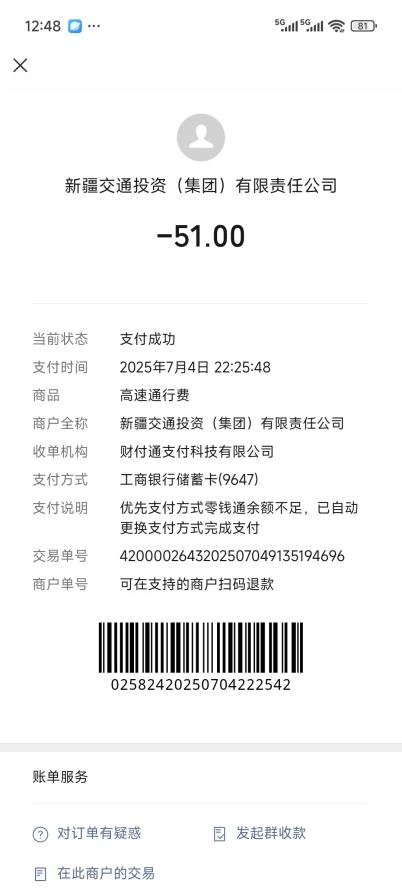 12:48
5G 5G 81
新疆交通投资（集团）有限责任公司
-51.00
当前状态 支付成功
支付时间 2025年7月4日 22:25:48
商品 高速通行费
商户全称 新疆交通投资（集团）有限责任公司
收单机构 财付通支付科技有限公司
支付方式 工商银行储蓄卡(9647)
支付说明 优先支付方式零钱通余额不足，已自动
更换支付方式完成支付
交易单号 4200002643202507049135194696
商户单号 可在支持的商户扫码退款
02582420250704222542
账单服务
对订单有疑惑 发起群收款
在此商户的交易